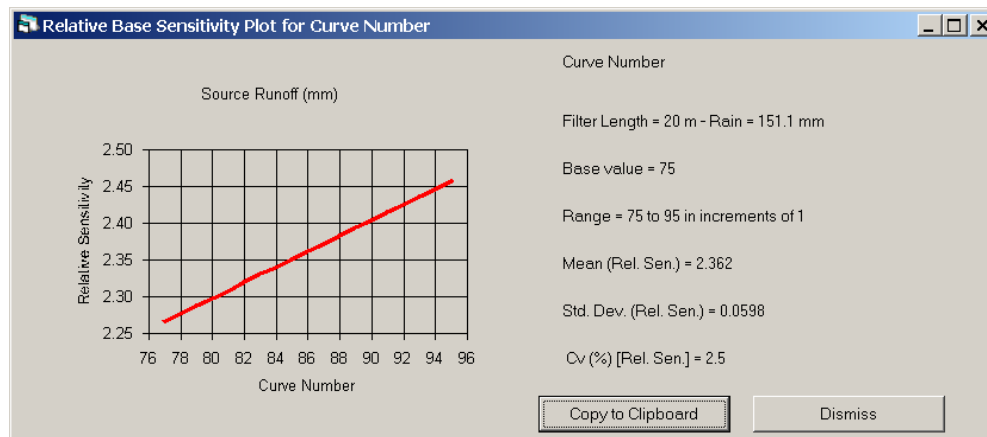 Relative Base Sensitivity Plot for Curve Number
Source Runoff (mm)
Relative Sensitivity
2.50
2.45
2.40
2.35
2.30
2.25
76 78 80 82 84 86 88 90 92 94 96
Curve Number
Curve Number
Filter Length = 20 m - Rain = 151.1 mm
Base value = 75
Range = 75 to 95 in increments of 1
Mean (Rel. Sen.) = 2.362
Std. Dev. (Rel. Sen.) = 0.0598
Cv (%) [Rel. Sen.] = 2.5
Copy to Clipboard
Dismiss